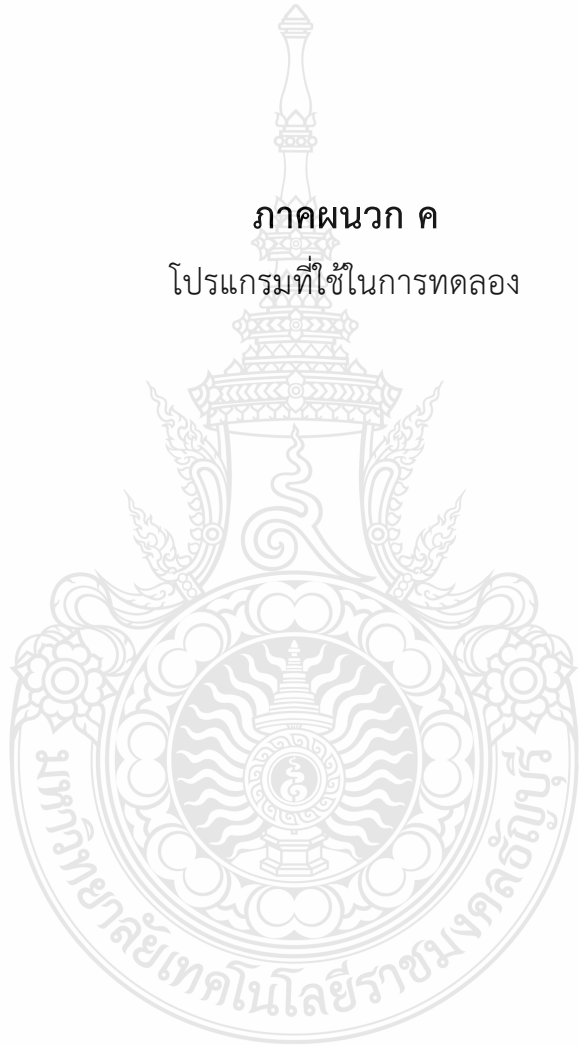 ภาคผนวก ค
โปรแกรมที่ใช้ในการทดลอง
มหาวิทยาลัยเทคโนโลยีราชมงคลธัญบุรี